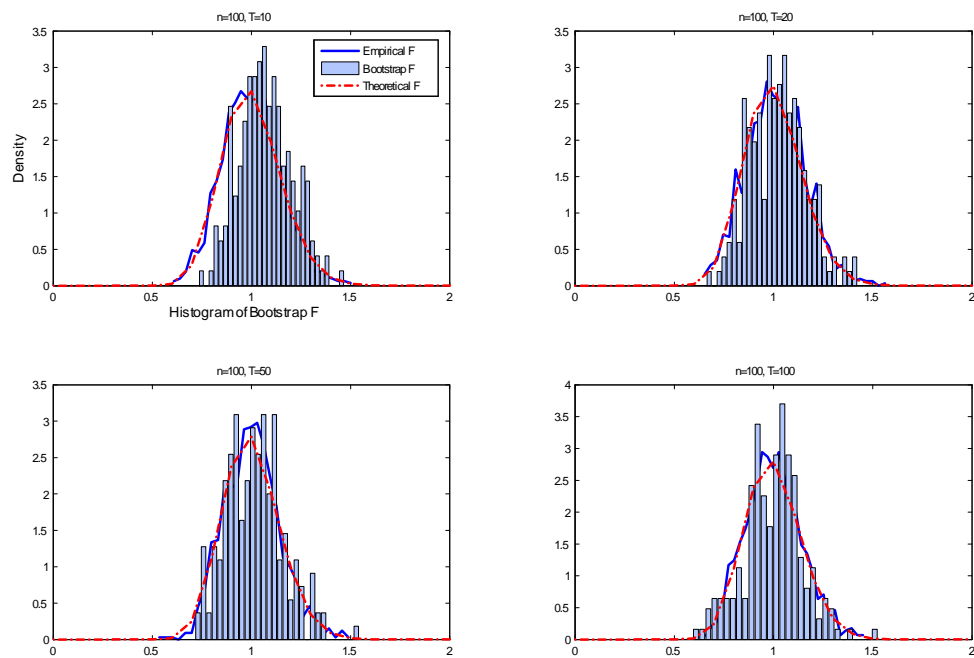 n=100, T=10
3.5
3
2.5
2
1.5
1
0.5
0
Density
Empirical F
Bootstrap F
Theoretical F
0 0.5 1 1.5 2
Histogram of Bootstrap F
n=100, T=20
3.5
3
2.5
2
1.5
1
0.5
0
0 0.5 1 1.5 2
n=100, T=50
3.5
3
2.5
2
1.5
1
0.5
0
0 0.5 1 1.5 2
n=100, T=100
4
3.5
3
2.5
2
1.5
1
0.5
0
0 0.5 1 1.5 2